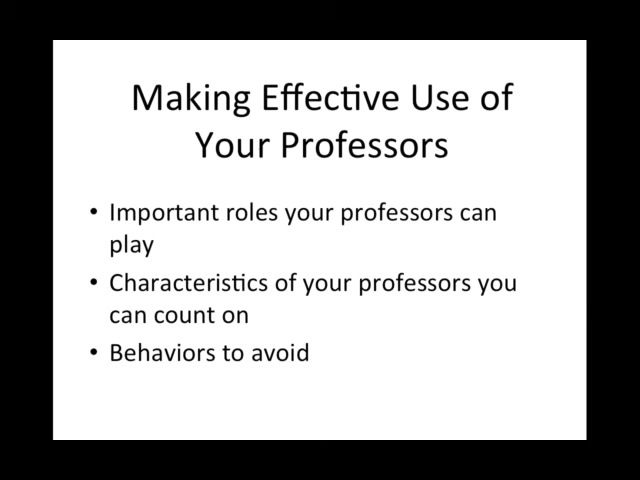 Making Effective Use of
Your Professors
• Important roles your professors can
play
• Characteristics of your professors you
can count on
• Behaviors to avoid